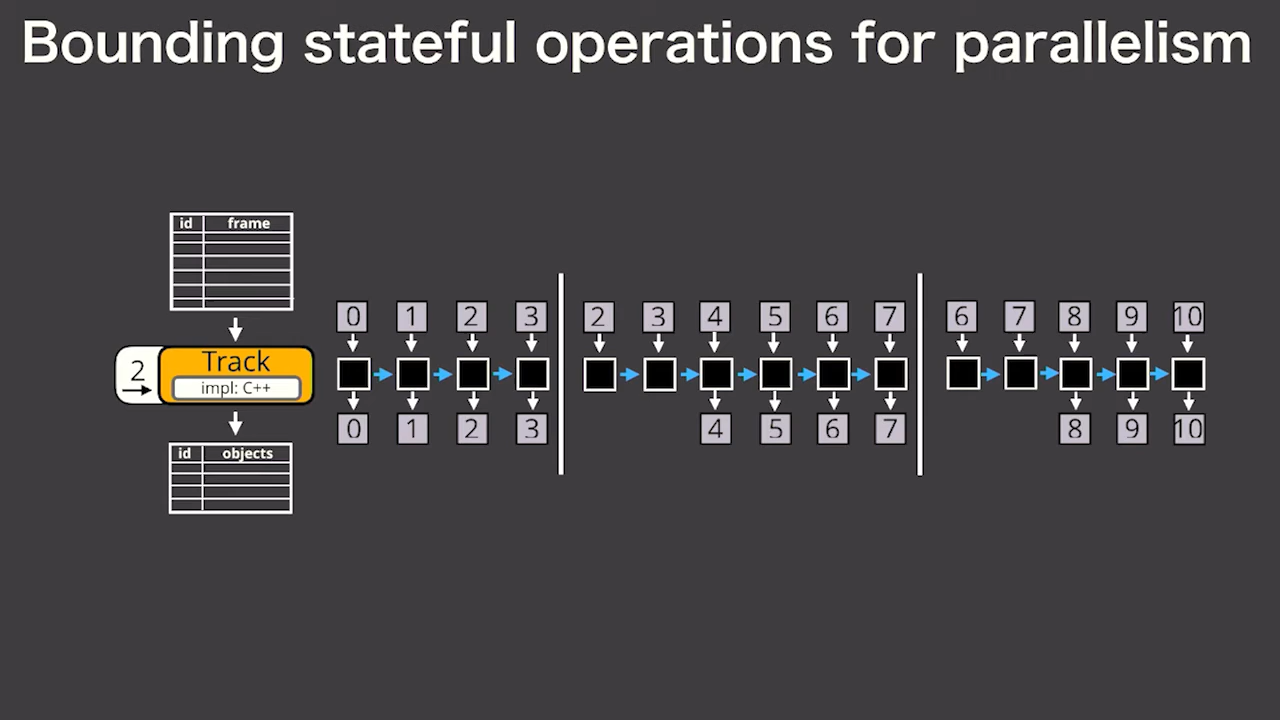 Bounding stateful operations for parallelism
id frame
0 1 2 3 2 3 4 5 6 7 6 7 8 9 10
2 Track
impl: C++
0 1 2 3 4 5 6 7 8 9 10
id objects